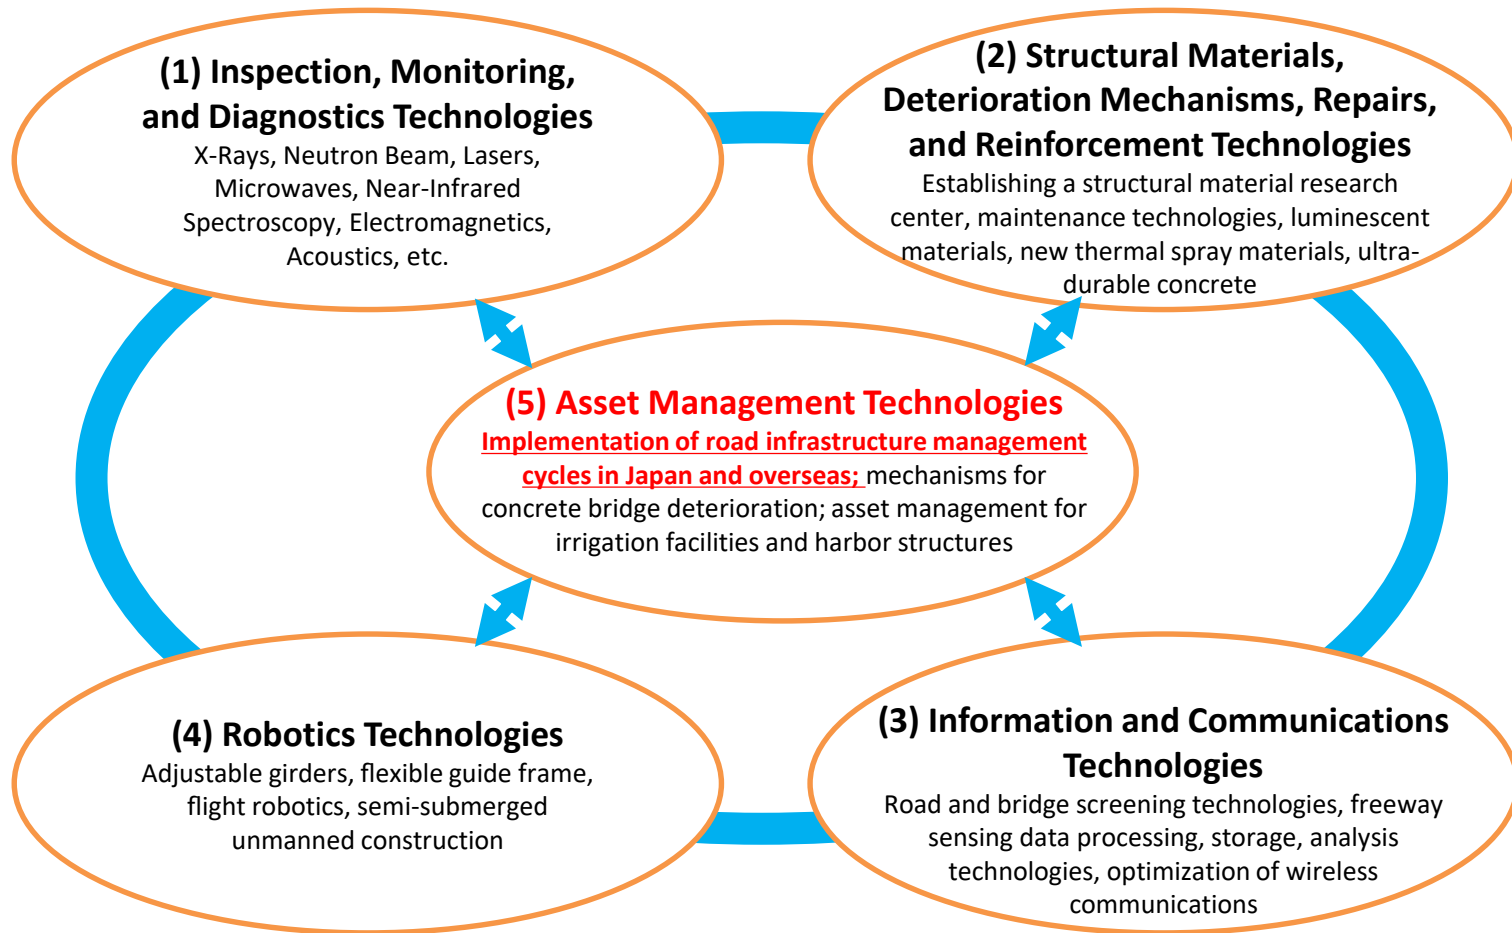 (1) Inspection, Monitoring,
and Diagnostics Technologies
X-Rays, Neutron Beam, Lasers,
Microwaves, Near-Infrared
Spectroscopy, Electromagnetics,
Acoustics, etc.
(2) Structural Materials,
Deterioration Mechanisms, Repairs,
and Reinforcement Technologies
Establishing a structural material research
center, maintenance technologies, luminescent
materials, new thermal spray materials, ultra-
durable concrete
(5) Asset Management Technologies
Implementation of road infrastructure management
cycles in Japan and overseas; mechanisms for
concrete bridge deterioration; asset management for
irrigation facilities and harbor structures
(4) Robotics Technologies
Adjustable girders, flexible guide frame,
flight robotics, semi-submerged
unmanned construction
(3) Information and Communications
Technologies
Road and bridge screening technologies, freeway
sensing data processing, storage, analysis
technologies, optimization of wireless
communications